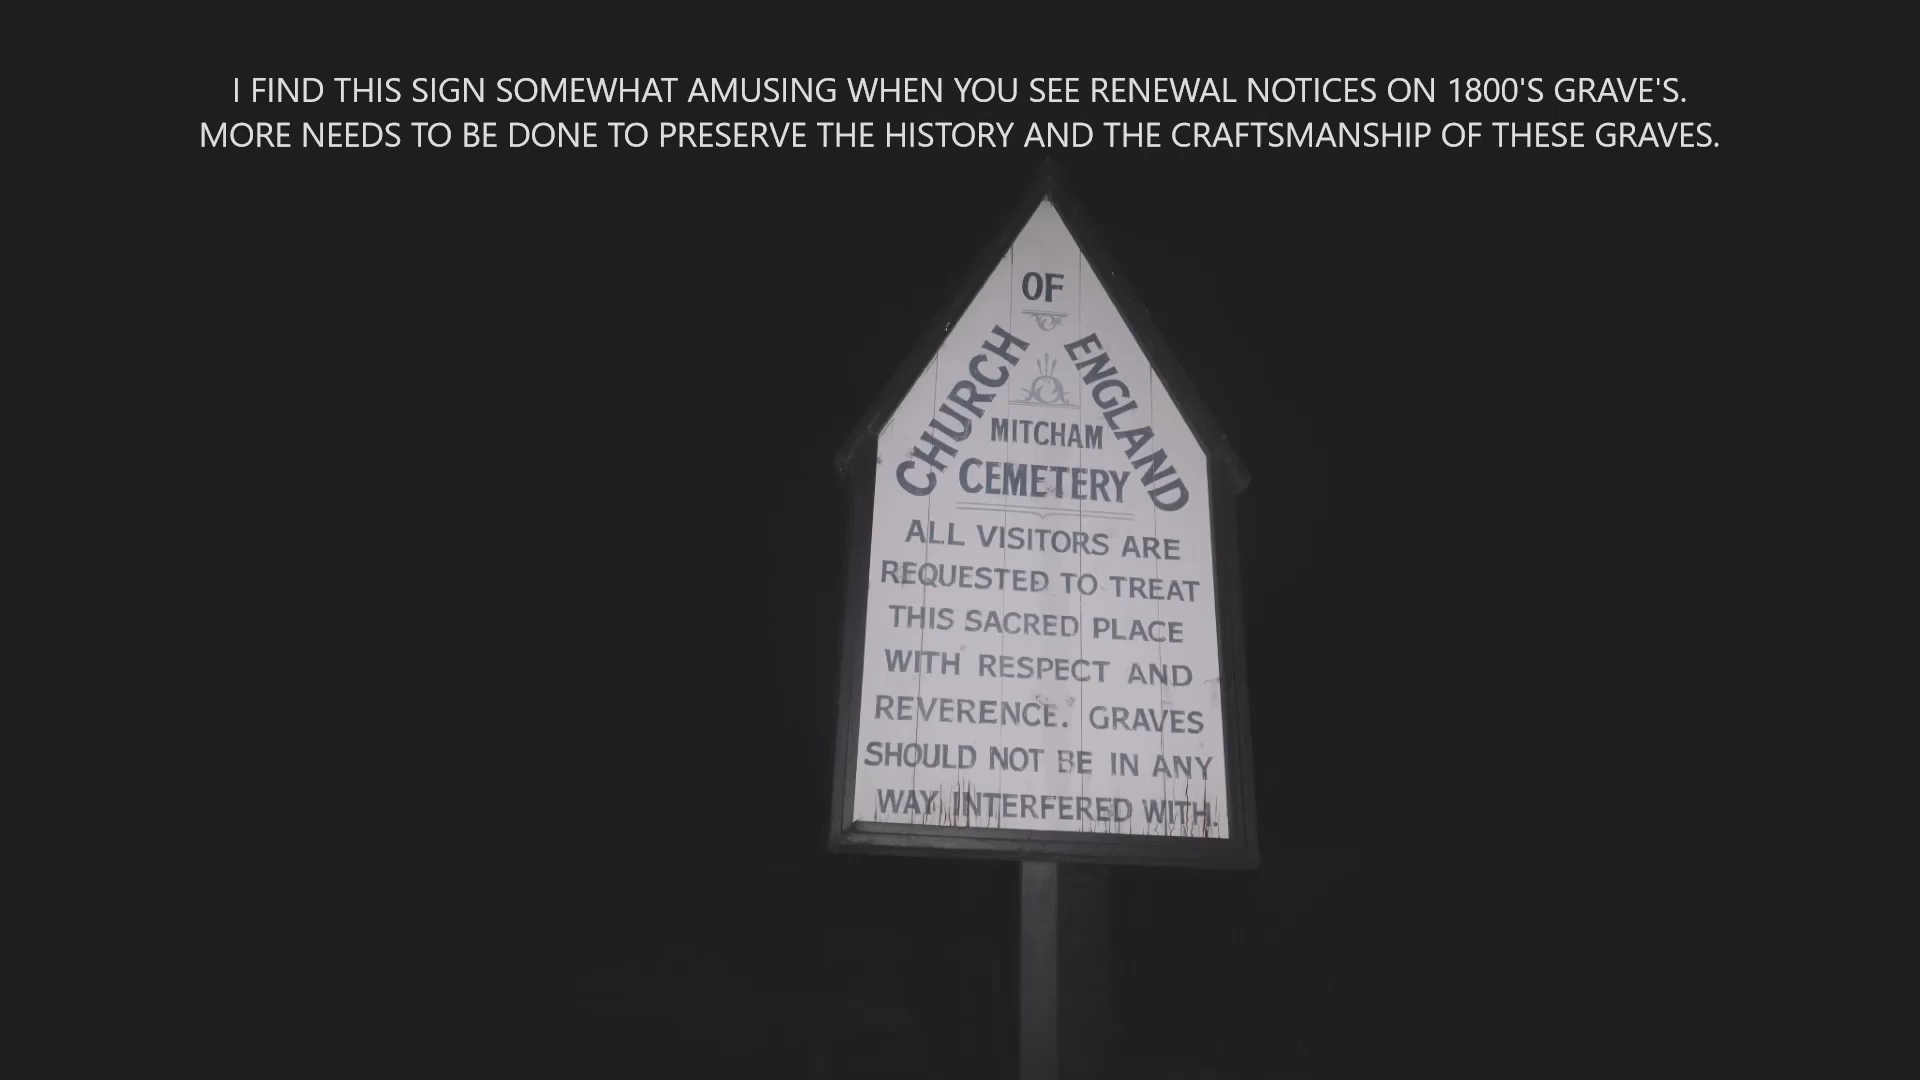 I FIND THIS SIGN SOMEWHAT AMUSING WHEN YOU SEE RENEWAL NOTICES ON 1800'S GRAVE'S.
MORE NEEDS TO BE DONE TO PRESERVE THE HISTORY AND THE CRAFTSMANSHIP OF THESE GRAVES.
CHURCH OF ENGLAND
MITCHAM
CEMETERY
ALL VISITORS ARE
REQUESTED TO TREAT
THIS SACRED PLACE
WITH RESPECT AND
REVERENCE. GRAVES
SHOULD NOT BE IN ANY
WAY INTERFERED WITH.